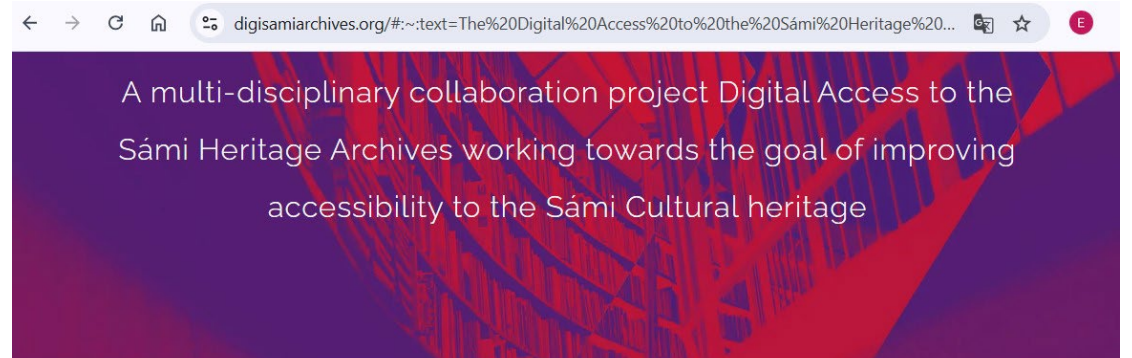 digisamiarchives.org/#:~:text=The%20Digital%20Access%20to%20the%20Sámi%20Heritage%20...
E
A multi-disciplinary collaboration project Digital Access to the
Sámi Heritage Archives working towards the goal of improving
accessibility to the Sámi Cultural heritage